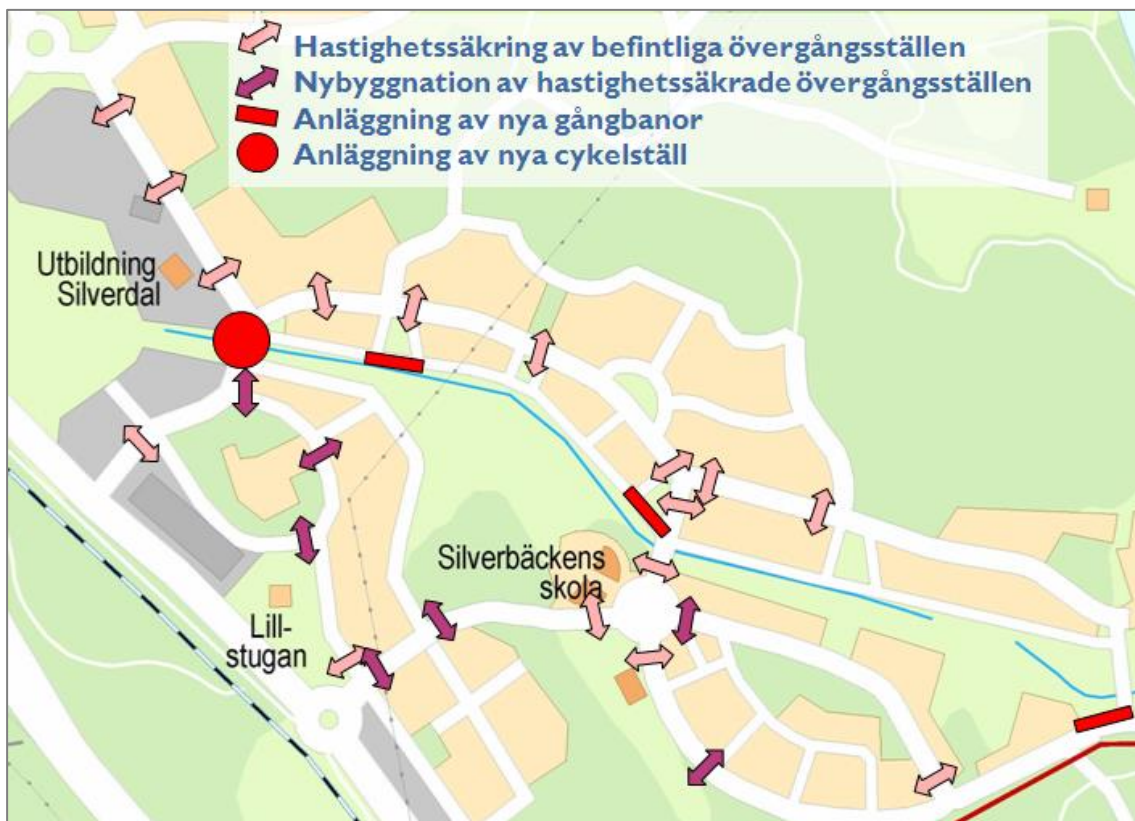 Hastighetssäkring av befintliga övergångsställen
Nybyggnation av hastighetssäkrade övergångsställen
Anläggning av nya gångbanor
Anläggning av nya cykelställ
Utbildning
Silverdal
Silverbäckens
skola
Lill-
stugan